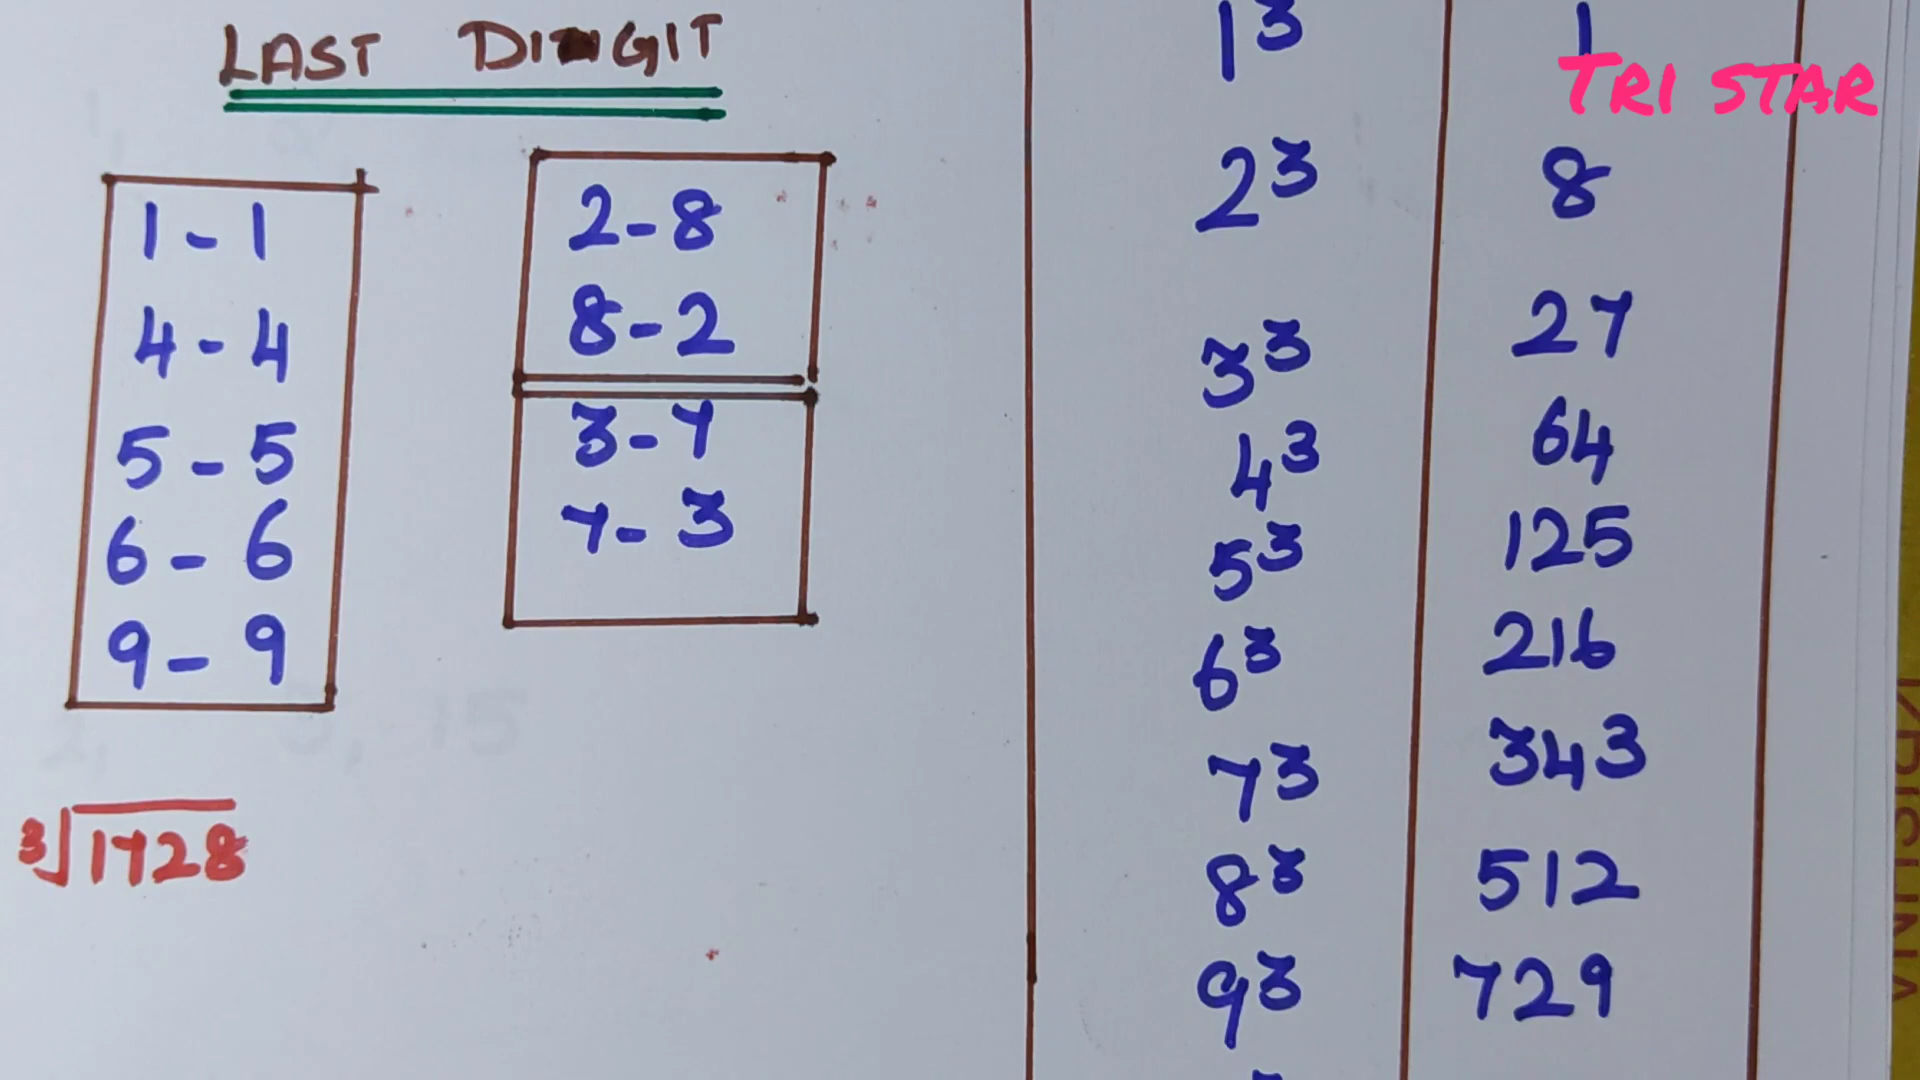 LAST DIGIT
1 - 1
4 - 4
5 - 5
6 - 6
9 - 9
2 - 8
8 - 2
3 - 7
7 - 3
∛1728
1³ 1
2³ 8
3³ 27
4³ 64
5³ 125
6³ 216
7³ 343
8³ 512
9³ 729
TRI STAR